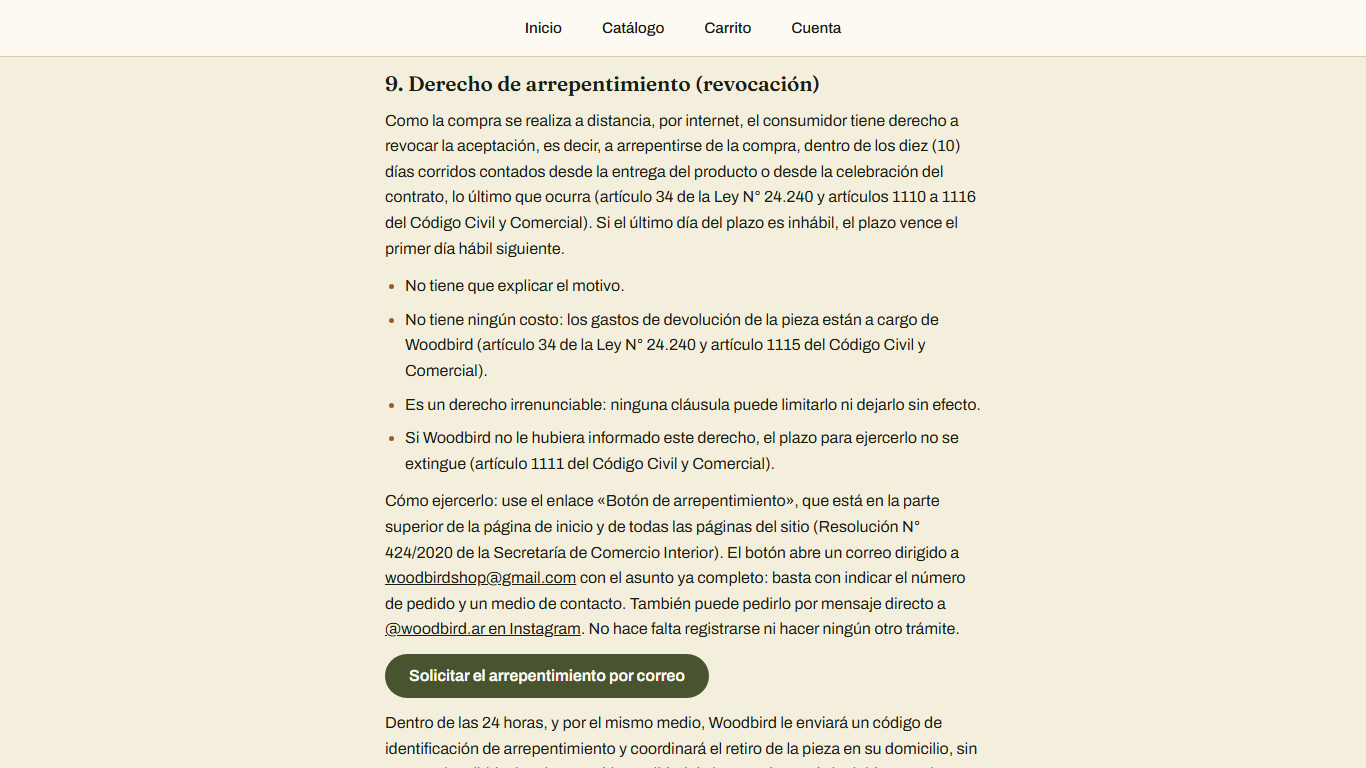 Inicio Catálogo Carrito Cuenta
9. Derecho de arrepentimiento (revocación)
Como la compra se realiza a distancia, por internet, el consumidor tiene derecho a
revocar la aceptación, es decir, a arrepentirse de la compra, dentro de los diez (10)
días corridos contados desde la entrega del producto o desde la celebración del
contrato, lo último que ocurra (artículo 34 de la Ley N° 24.240 y artículos 1110 a 1116
del Código Civil y Comercial). Si el último día del plazo es inhábil, el plazo vence el
primer día hábil siguiente.
No tiene que explicar el motivo.
No tiene ningún costo: los gastos de devolución de la pieza están a cargo de
Woodbird (artículo 34 de la Ley N° 24.240 y artículo 1115 del Código Civil y
Comercial).
Es un derecho irrenunciable: ninguna cláusula puede limitarlo ni dejarlo sin efecto.
Si Woodbird no le hubiera informado este derecho, el plazo para ejercerlo no se
extingue (artículo 1111 del Código Civil y Comercial).
Cómo ejercerlo: use el enlace «Botón de arrepentimiento», que está en la parte
superior de la página de inicio y de todas las páginas del sitio (Resolución N°
424/2020 de la Secretaría de Comercio Interior). El botón abre un correo dirigido a
woodbirdshop@gmail.com con el asunto ya completo: basta con indicar el número
de pedido y un medio de contacto. También puede pedirlo por mensaje directo a
@woodbird.ar en Instagram. No hace falta registrarse ni hacer ningún otro trámite.
Solicitar el arrepentimiento por correo
Dentro de las 24 horas, y por el mismo medio, Woodbird le enviará un código de
identificación de arrepentimiento y coordinará el retiro de la pieza en su domicilio, sin